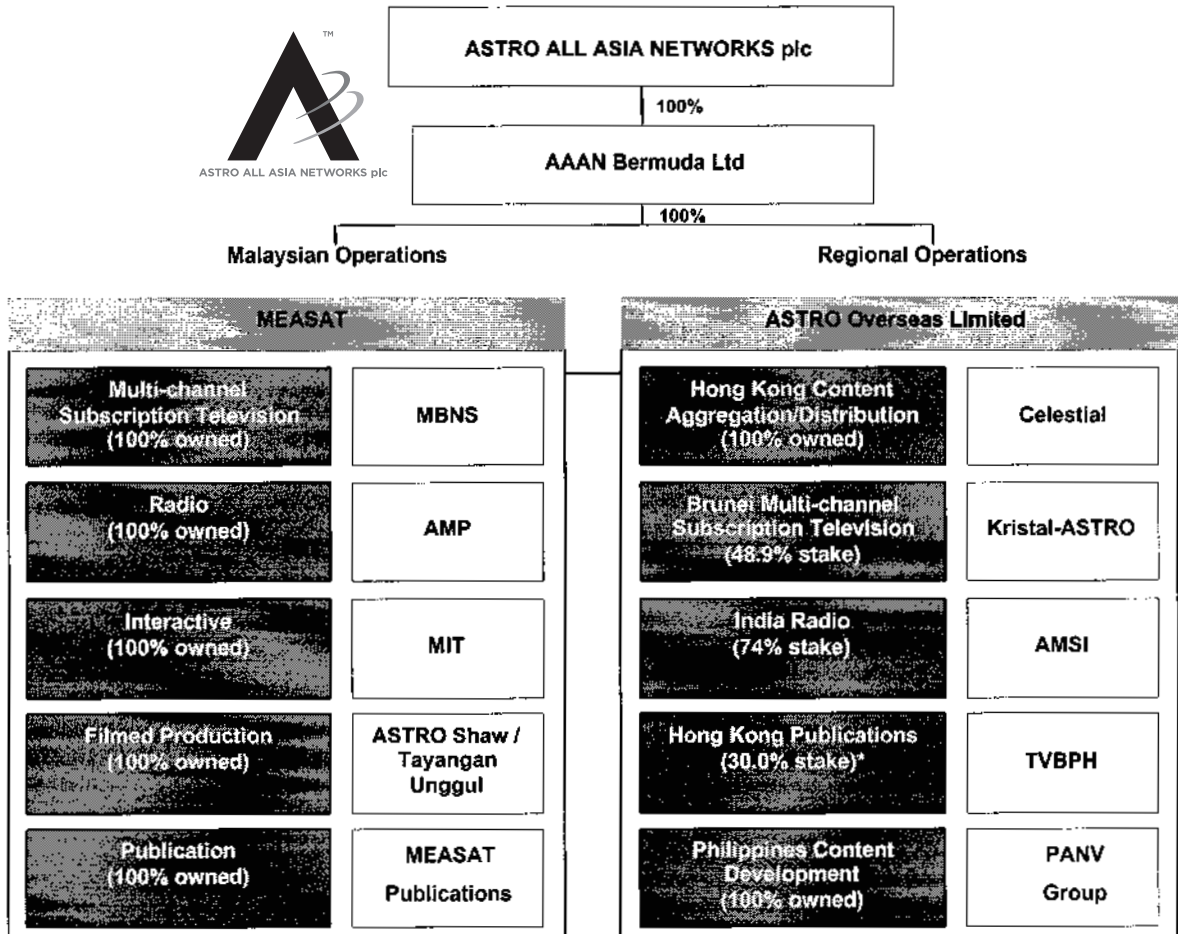 TM
ASTRO ALL ASIA NETWORKS plc
ASTRO ALL ASIA NETWORKS plc
100%
AAAN Bermuda Ltd
100%
Malaysian Operations
Regional Operations
MEASAT
Multi-channel
Subscription Television
(100% owned)
MBNS
Radio
(100% owned)
AMP
Interactive
(100% owned)
MIT
Filmed Production
(100% owned)
ASTRO Shaw /
Tayangan
Unggul
Publication
(100% owned)
MEASAT
Publications
ASTRO Overseas Limited
Hong Kong Content
Aggregation/Distribution
(100% owned)
Celestial
Brunei Multi-channel
Subscription Television
(48.9% stake)
Kristal-ASTRO
India Radio
(74% stake)
AMSI
Hong Kong Publications
(30.0% stake)*
TVBPH
Philippines Content
Development
(100% owned)
PANV
Group